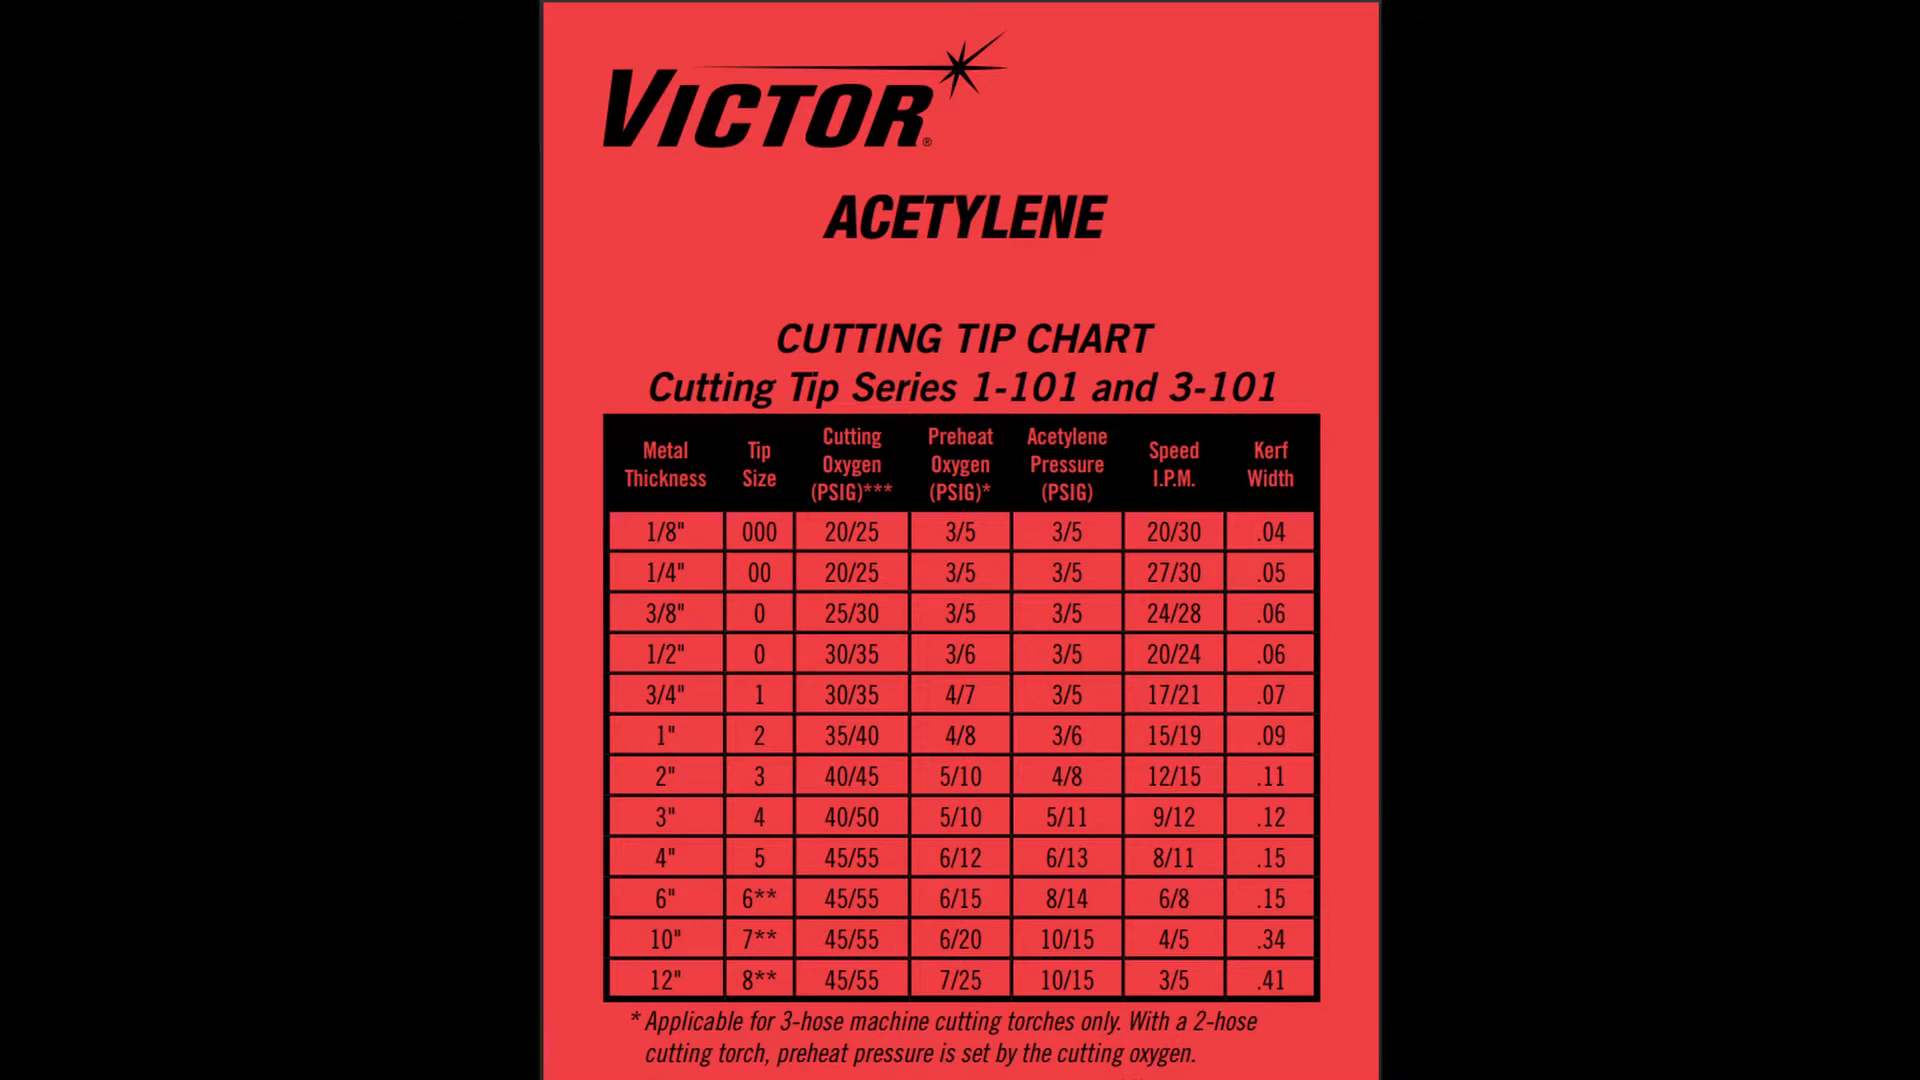 VICTOR®
ACETYLENE
CUTTING TIP CHART
Cutting Tip Series 1-101 and 3-101
Metal Thickness Tip Size Cutting Oxygen (PSIG)*** Preheat Oxygen (PSIG)* Acetylene Pressure (PSIG) Speed I.P.M. Kerf Width
1/8" 000 20/25 3/5 3/5 20/30 .04
1/4" 00 20/25 3/5 3/5 27/30 .05
3/8" 0 25/30 3/5 3/5 24/28 .06
1/2" 0 30/35 3/6 3/5 20/24 .06
3/4" 1 30/35 4/7 3/5 17/21 .07
1" 2 35/40 4/8 3/6 15/19 .09
2" 3 40/45 5/10 4/8 12/15 .11
3" 4 40/50 5/10 5/11 9/12 .12
4" 5 45/55 6/12 6/13 8/11 .15
6" 6** 45/55 6/15 8/14 6/8 .15
10" 7** 45/55 6/20 10/15 4/5 .34
12" 8** 45/55 7/25 10/15 3/5 .41
* Applicable for 3-hose machine cutting torches only. With a 2-hose
cutting torch, preheat pressure is set by the cutting oxygen.